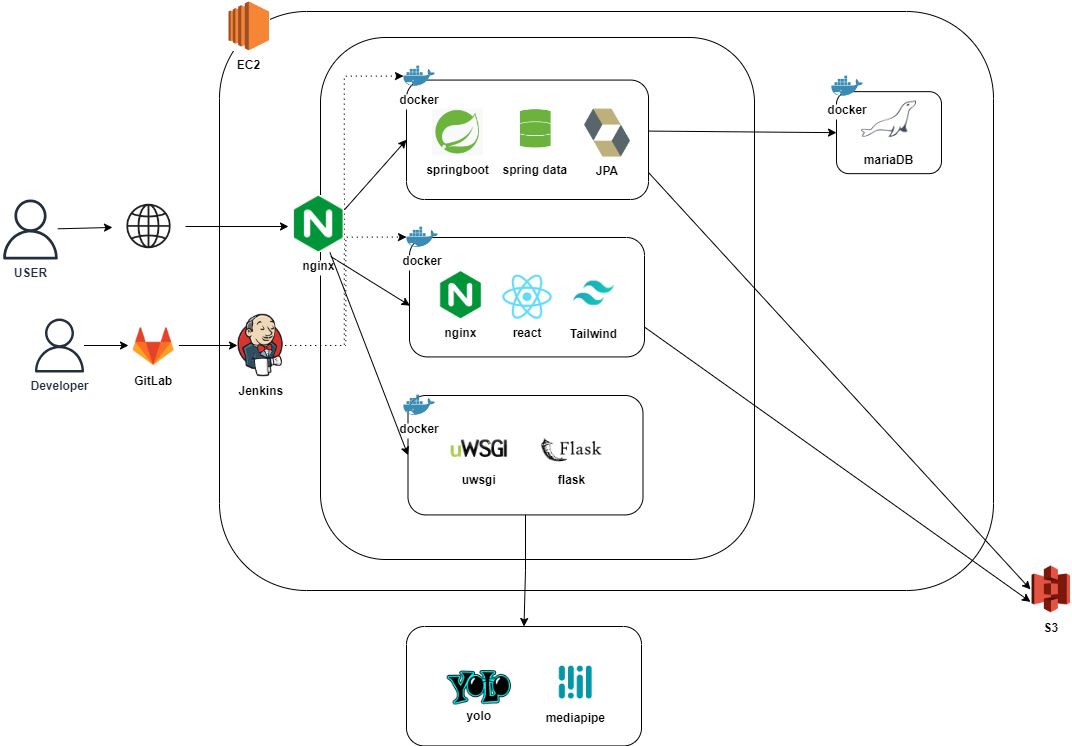 EC2
docker
springboot
spring data
JPA
docker
mariaDB
USER
N
nginx
docker
N
nginx
react
Tailwind
Developer
GitLab
Jenkins
docker
uWSGI
uwsgi
Flask
flask
S3
YOLO
yolo
mediapipe